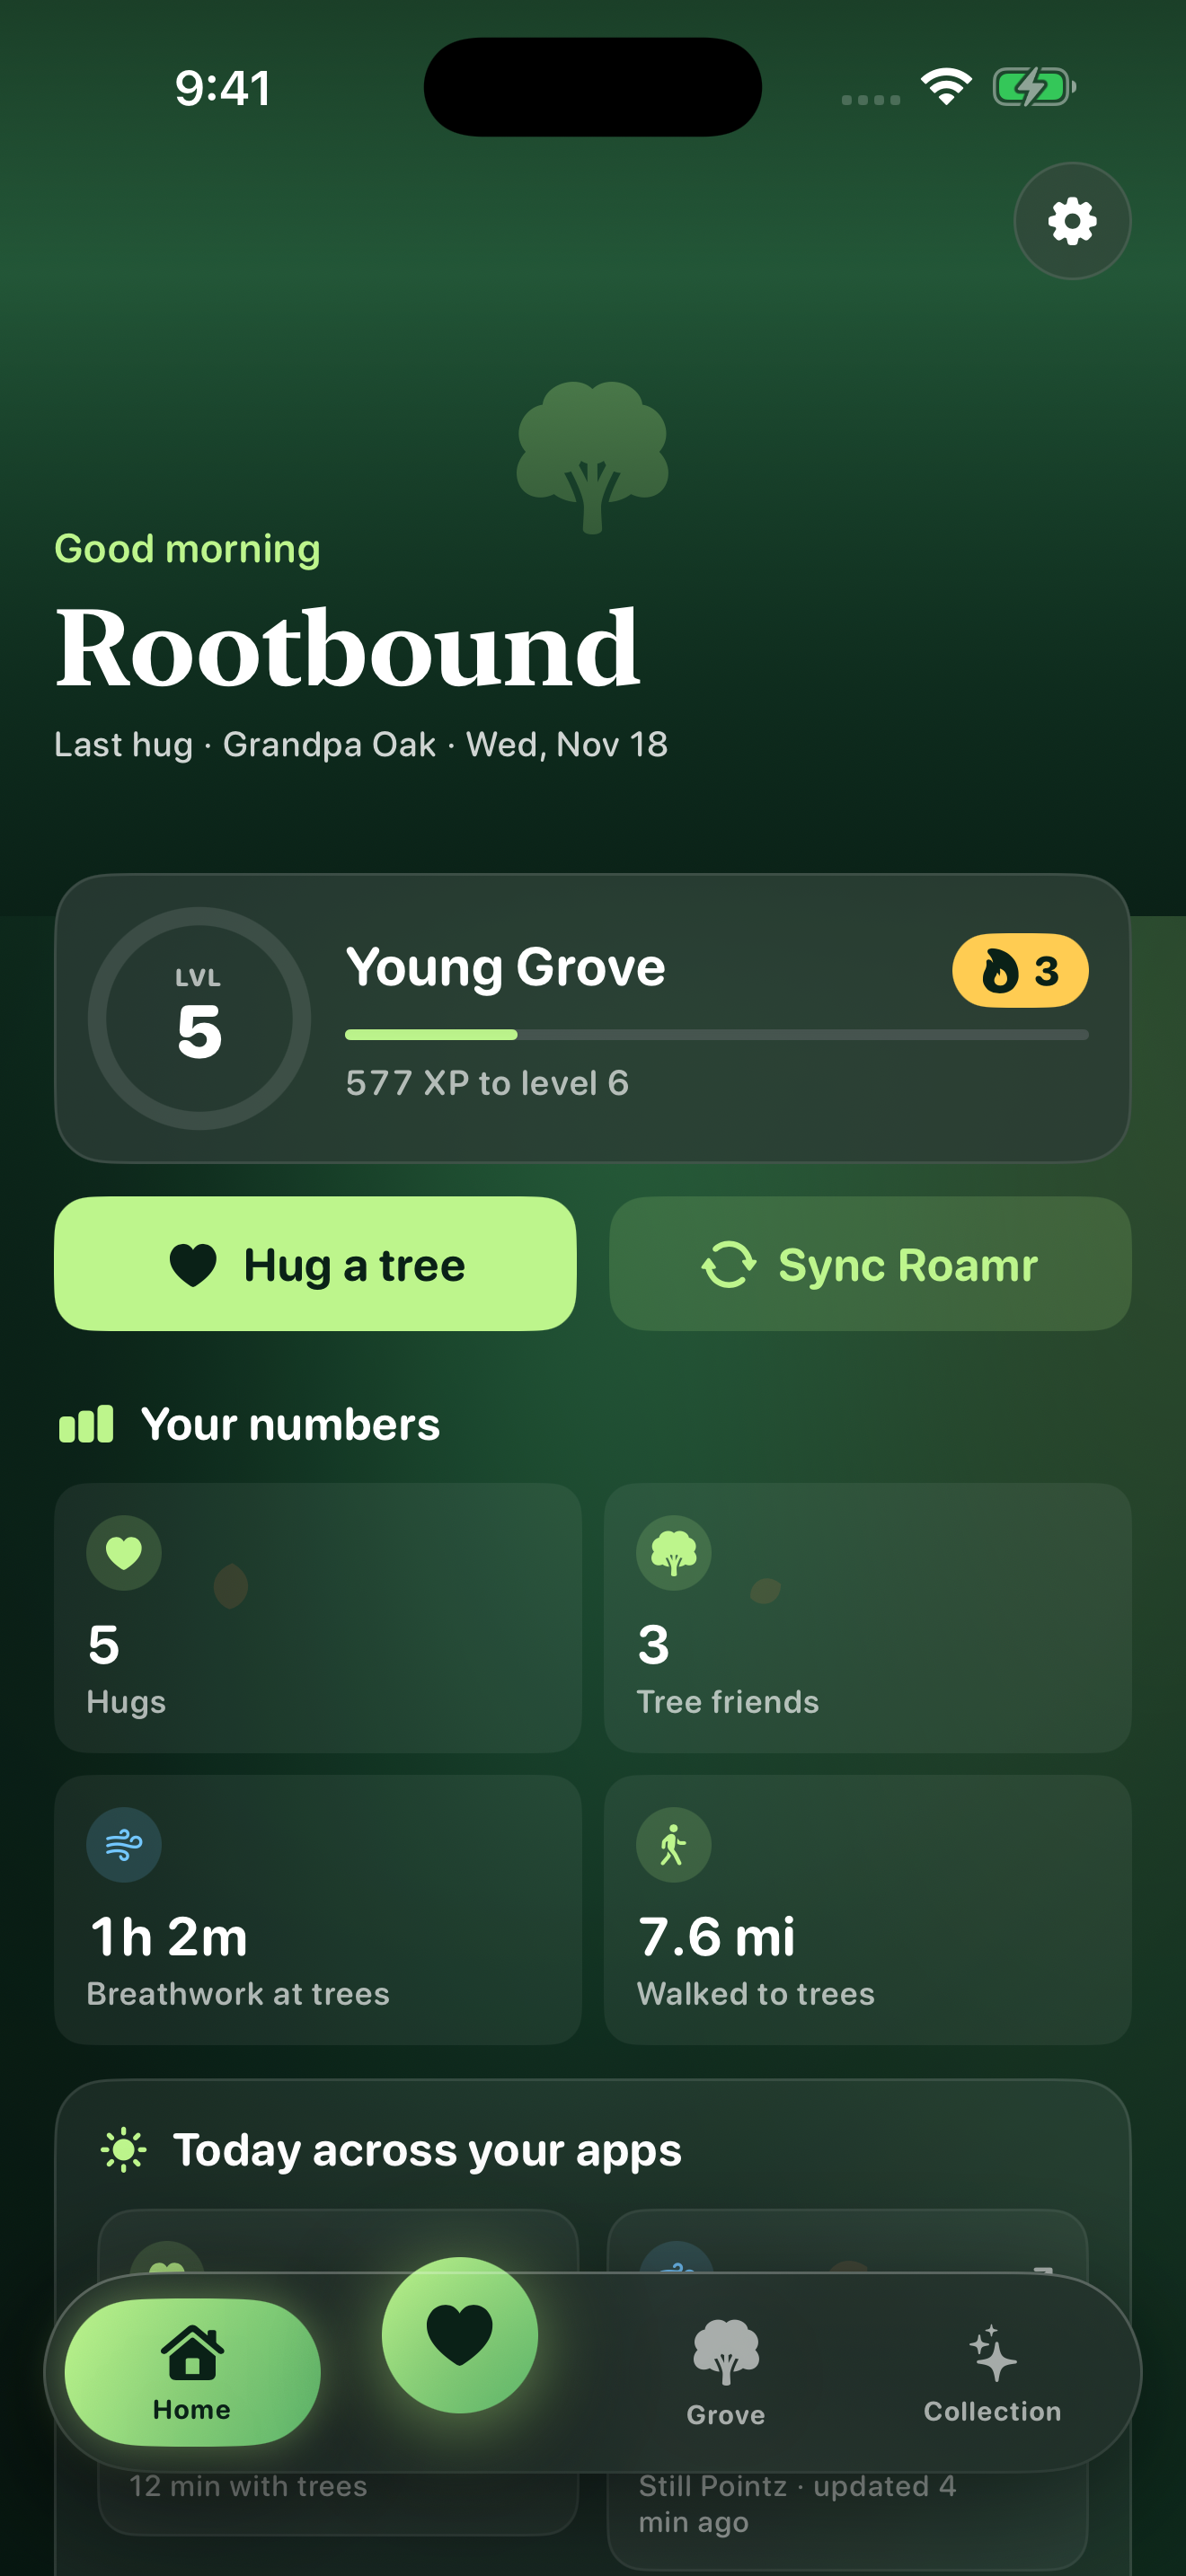 9:41
Good morning
Rootbound
Last hug · Grandpa Oak · Wed, Nov 18
LVL
5
Young Grove
3
577 XP to level 6
Hug a tree
Sync Roamr
Your numbers
5
Hugs
3
Tree friends
1h 2m
Breathwork at trees
7.6 mi
Walked to trees
Today across your apps
Home
Grove
Collection
12 min with trees
Still Pointz · updated 4
min ago